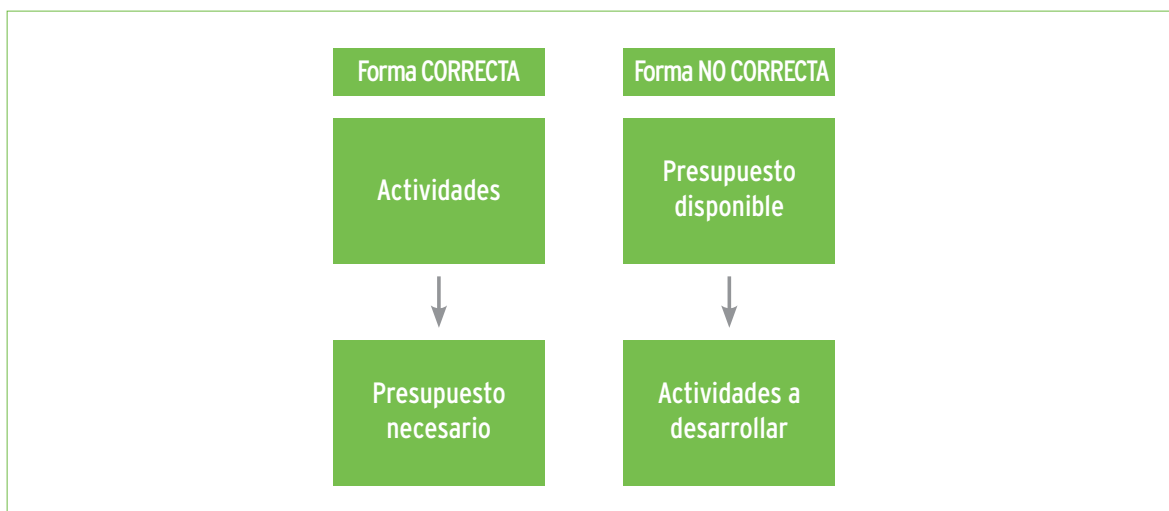 Forma CORRECTA
Actividades
Presupuesto
necesario
Forma NO CORRECTA
Presupuesto
disponible
Actividades a
desarrollar